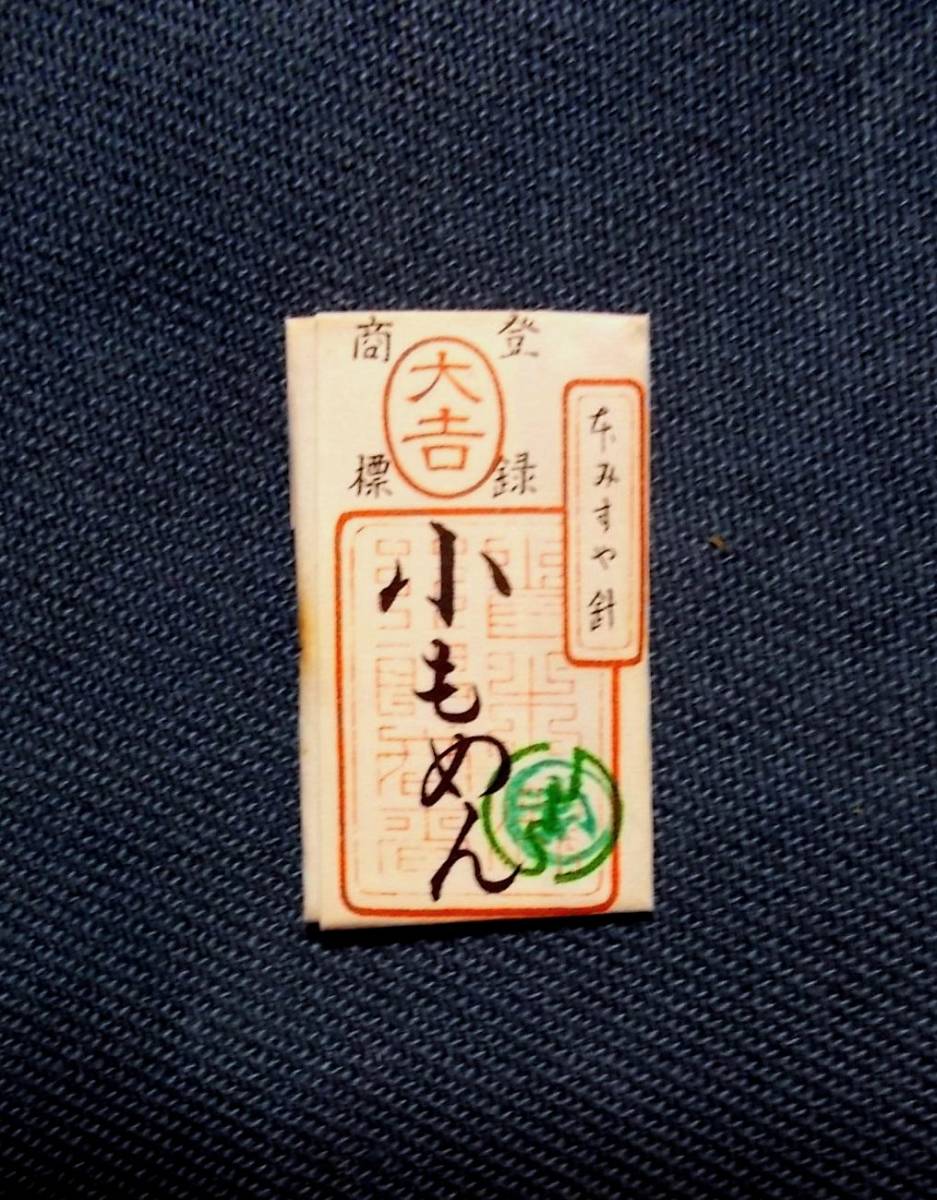 登録
商標
大吉
本みすや針
小もめん